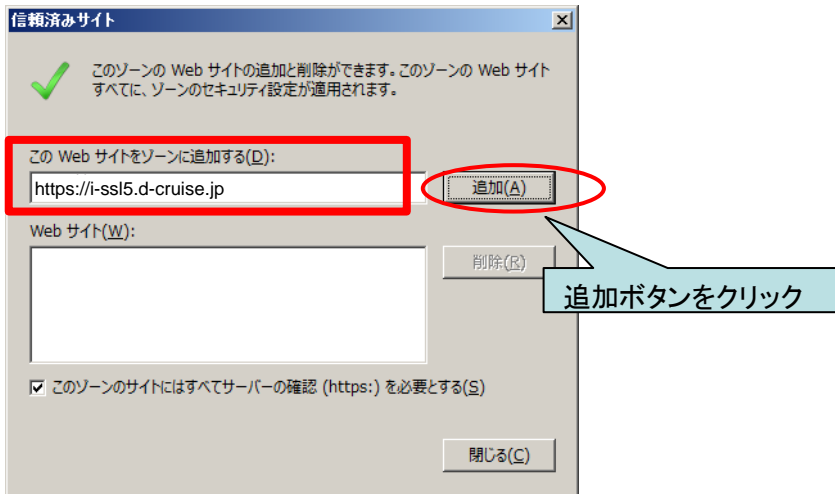 信頼済みサイト
このゾーンの Web サイトの追加と削除ができます。このゾーンの Web サイト
すべてに、ゾーンのセキュリティ設定が適用されます。
この Web サイトをゾーンに追加する(D):
https://i-ssl5.d-cruise.jp
追加(A)
Web サイト(W):
削除(R)
追加ボタンをクリック
このゾーンのサイトにはすべてサーバーの確認 (https:) を必要とする(S)
閉じる(C)